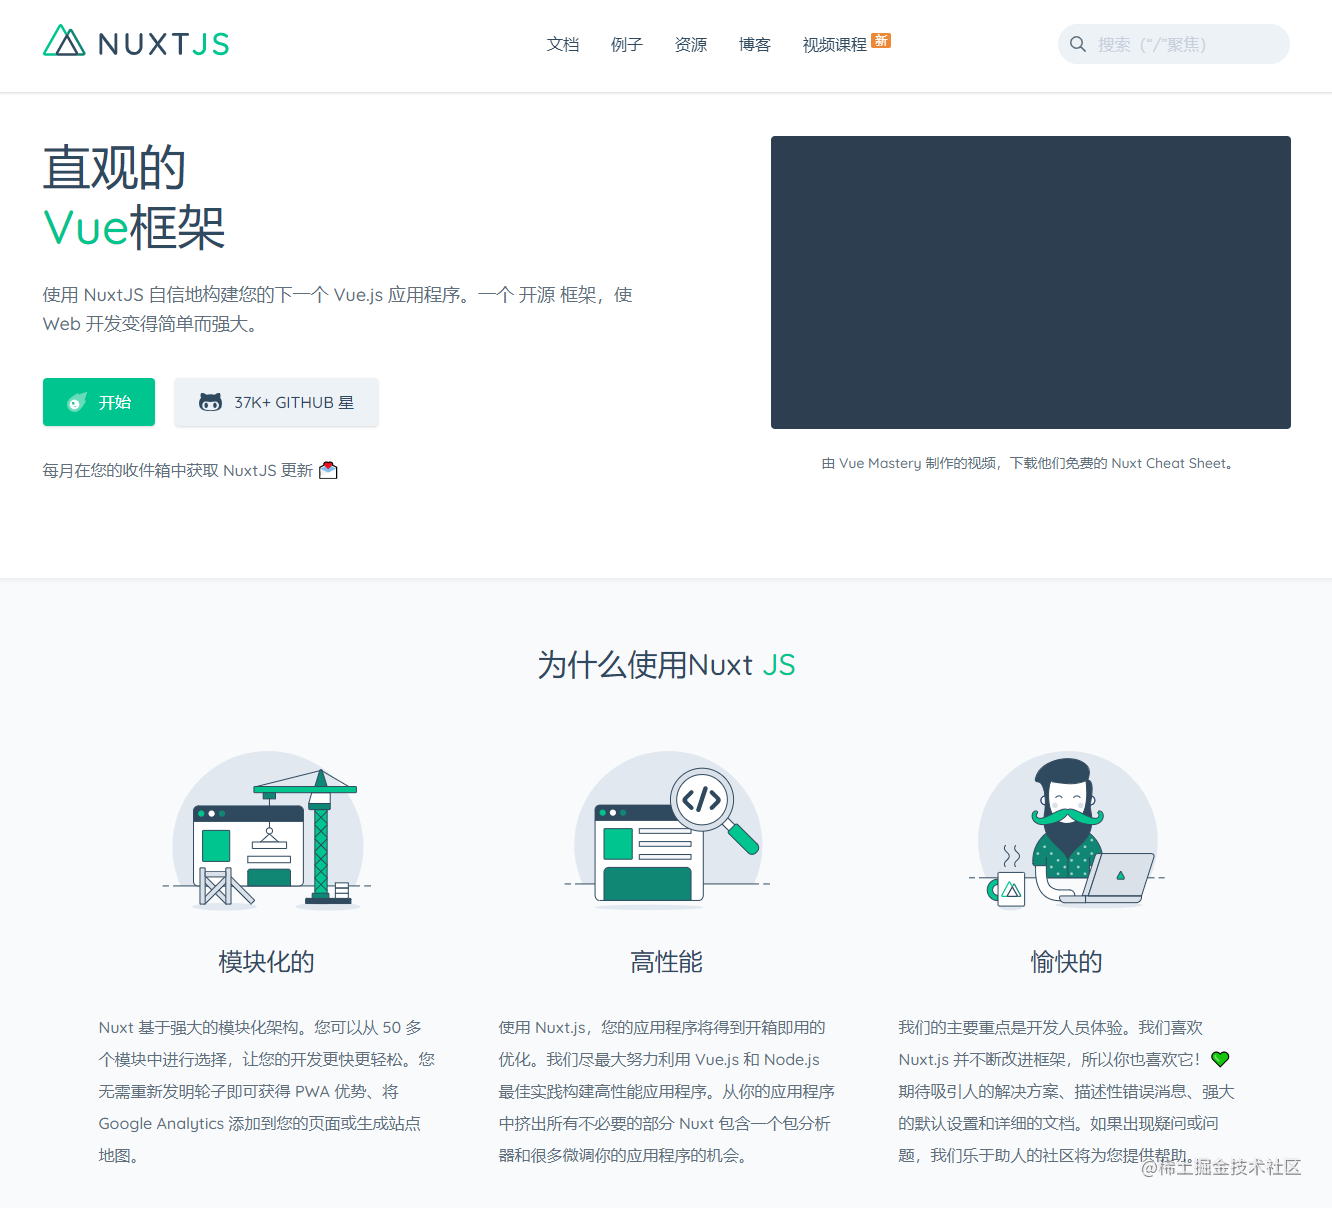 NUXTJS
文档 例子 资源 博客 视频课程 新
搜索（“/”聚焦）
直观的
Vue框架
使用 NuxtJS 自信地构建您的下一个 Vue.js 应用程序。一个 开源 框架，使
Web 开发变得简单而强大。
开始
37K+ GITHUB 星
每月在您的收件箱中获取 NuxtJS 更新
由 Vue Mastery 制作的视频，下载他们免费的 Nuxt Cheat Sheet。
为什么使用Nuxt JS
模块化的
Nuxt 基于强大的模块化架构。您可以从 50 多
个模块中进行选择，让您的开发更快更轻松。您
无需重新发明轮子即可获得 PWA 优势、将
Google Analytics 添加到您的页面或生成站点
地图。
高性能
使用 Nuxt.js，您的应用程序将得到开箱即用的
优化。我们尽最大努力利用 Vue.js 和 Node.js
最佳实践构建高性能应用程序。从你的应用程序
中挤出所有不必要的部分 Nuxt 包含一个包分析
器和很多微调你的应用程序的机会。
愉快的
我们的主要重点是开发人员体验。我们喜欢
Nuxt.js 并不断改进框架，所以你也喜欢它！💚
期待吸引人的解决方案、描述性错误消息、强大
的默认设置和详细的文档。如果出现疑问或问
题，我们乐于助人的社区将为您提供帮助。
@稀土掘金技术社区